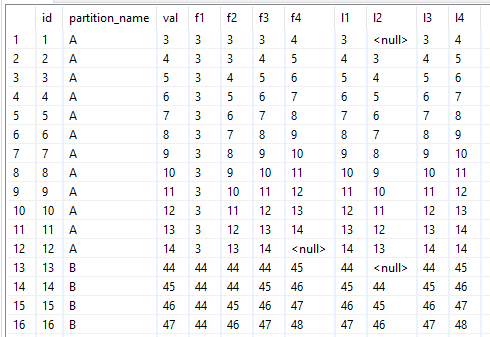 id partition_name val f1 f2 f3 f4 l1 l2 l3 l4
1 1 A 3 3 3 3 4 3 <null> 3 4
2 2 A 4 3 3 4 5 4 3 4 5
3 3 A 5 3 4 5 6 5 4 5 6
4 4 A 6 3 5 6 7 6 5 6 7
5 5 A 7 3 6 7 8 7 6 7 8
6 6 A 8 3 7 8 9 8 7 8 9
7 7 A 9 3 8 9 10 9 8 9 10
8 8 A 10 3 9 10 11 10 9 10 11
9 9 A 11 3 10 11 12 11 10 11 12
10 10 A 12 3 11 12 13 12 11 12 13
11 11 A 13 3 12 13 14 13 12 13 14
12 12 A 14 3 13 14 <null> 14 13 14 14
13 13 B 44 44 44 44 45 44 <null> 44 45
14 14 B 45 44 44 45 46 45 44 45 46
15 15 B 46 44 45 46 47 46 45 46 47
16 16 B 47 44 46 47 48 47 46 47 48